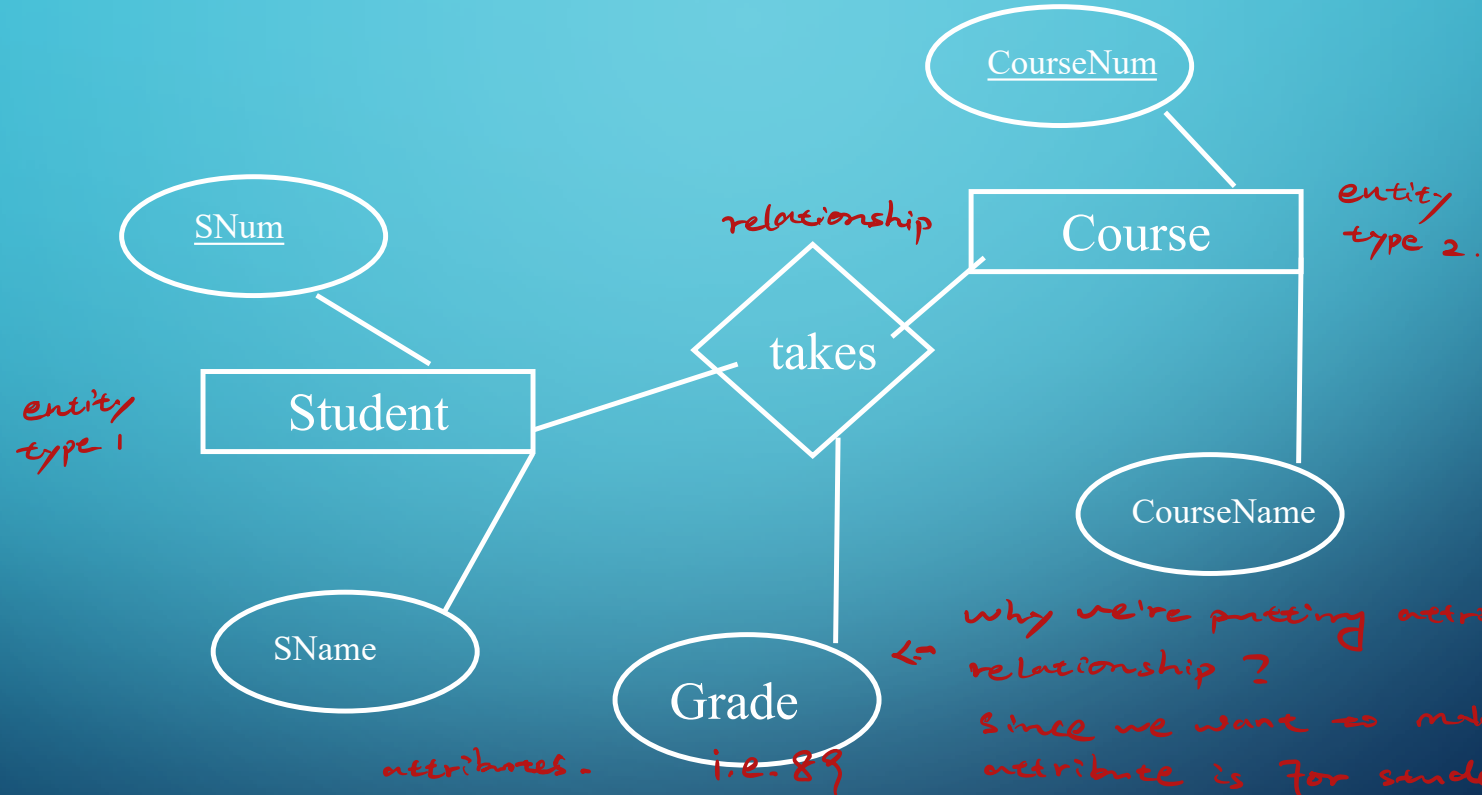 CourseNum
SNum
relationship
Course
entity
type 2.
takes
Student
entity
type 1
CourseName
why we're putting
relationship ?
SName
Grade
since we want to
attributes.
i.e. 89
attribute is for